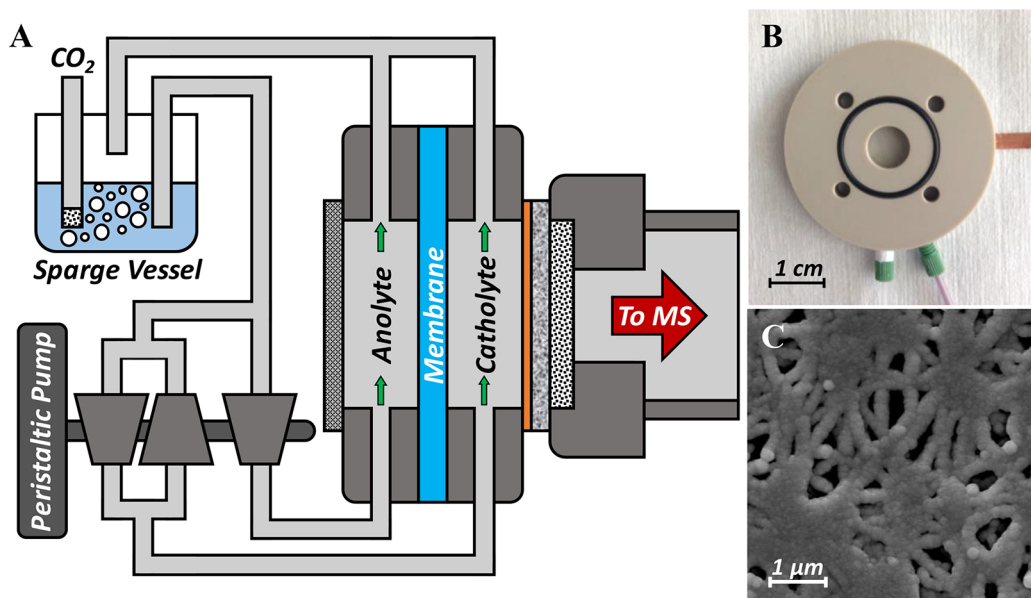 A
CO2
Sparge Vessel
Peristaltic Pump
Anolyte
Membrane
Catholyte
To MS
B
1 cm
C
1 µm